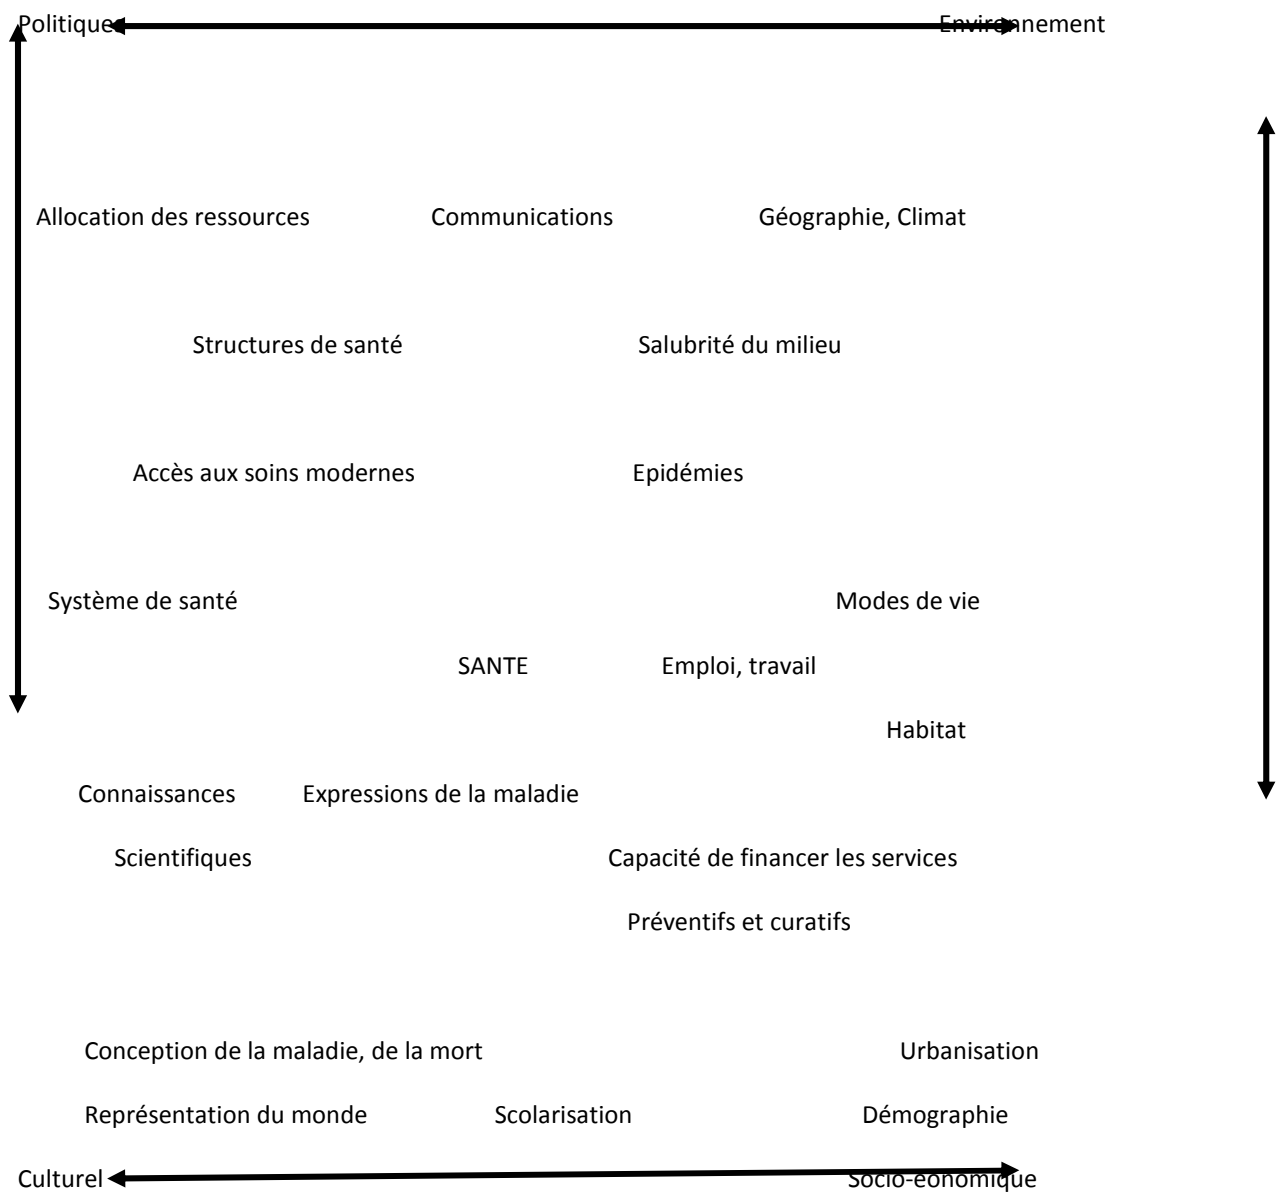 Politiques Environnement
Allocation des ressources Communications Géographie, Climat
Structures de santé Salubrité du milieu
Accès aux soins modernes Epidémies
Système de santé Modes de vie
SANTE Emploi, travail
Habitat
Connaissances Expressions de la maladie
Scientifiques Capacité de financer les services
Préventifs et curatifs
Conception de la maladie, de la mort Urbanisation
Représentation du monde Scolarisation Démographie
Culturel Socio-eonomique